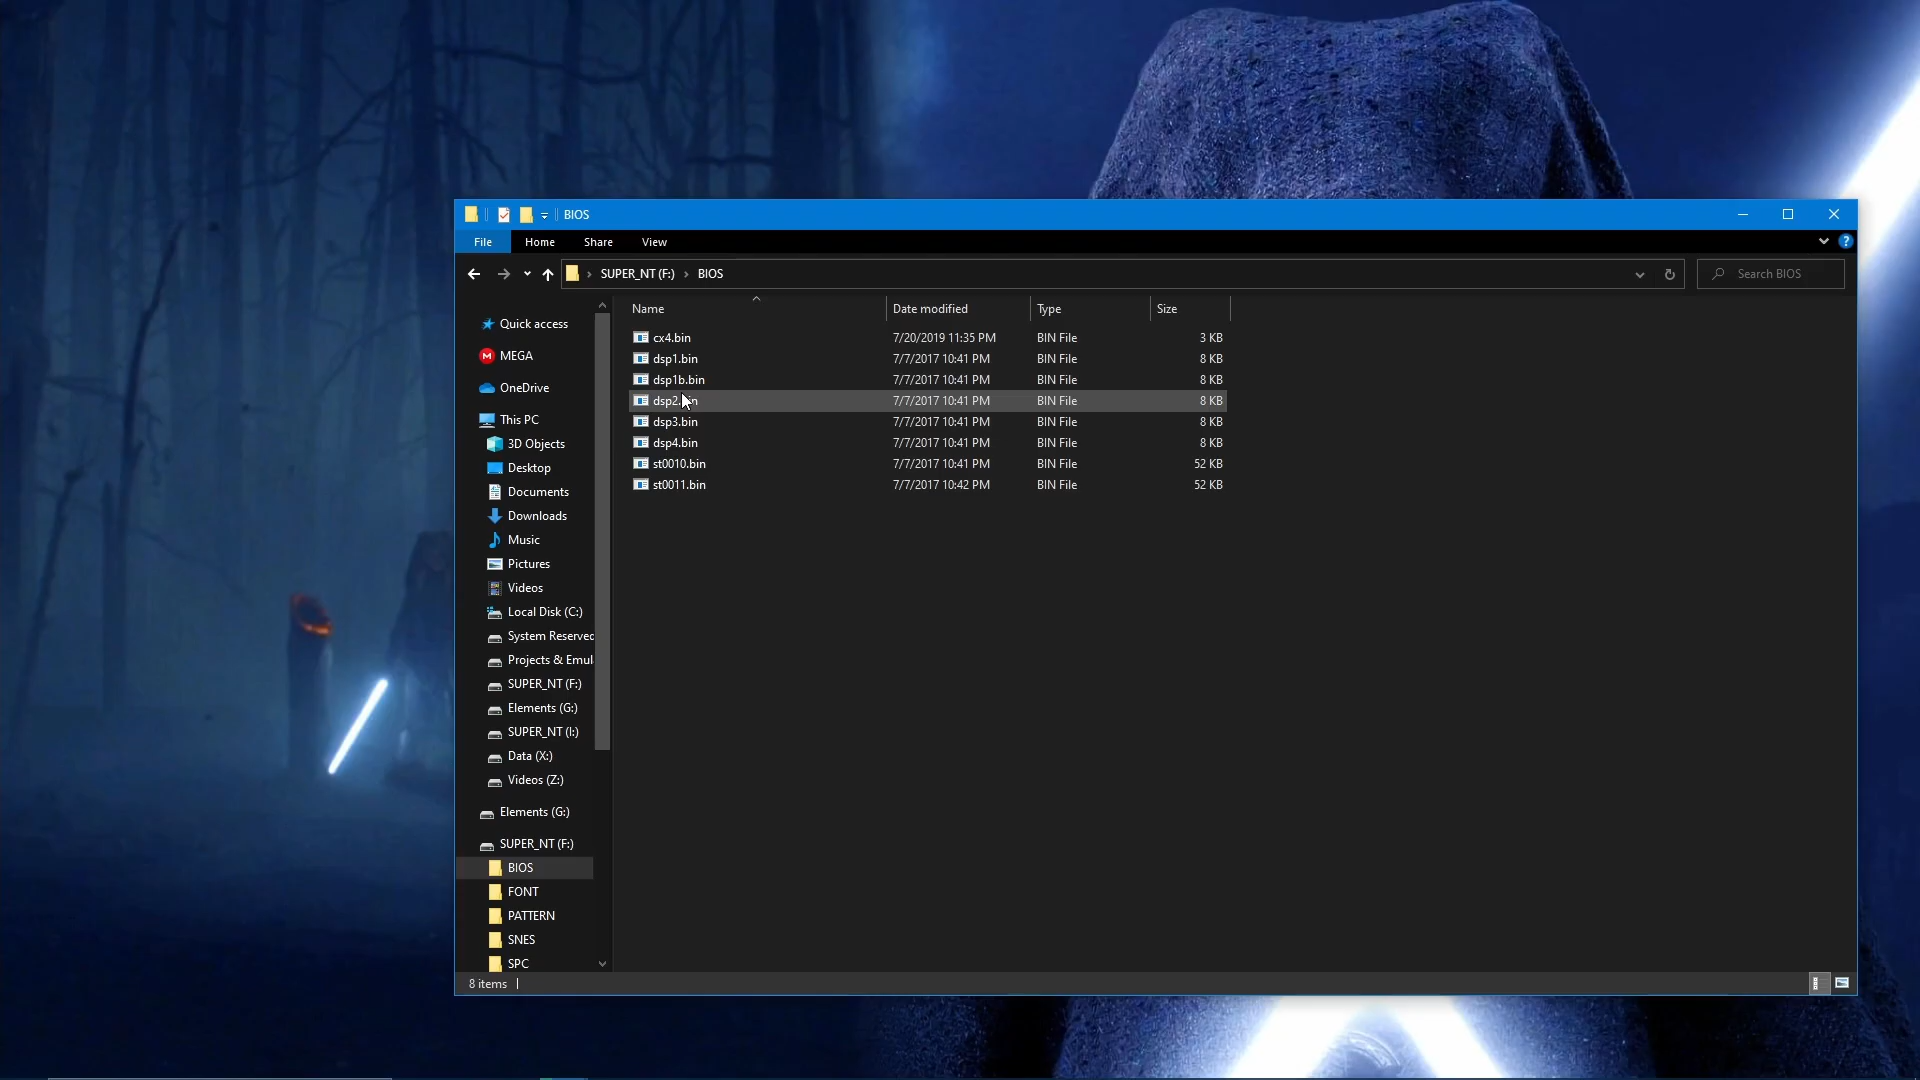 BIOS
File Home Share View
SUPER_NT (F:) BIOS Search BIOS
Name Date modified Type Size
cx4.bin 7/20/2019 11:35 PM BIN File 3 KB
dsp1.bin 7/7/2017 10:41 PM BIN File 8 KB
dsp1b.bin 7/7/2017 10:41 PM BIN File 8 KB
dsp2.bin 7/7/2017 10:41 PM BIN File 8 KB
dsp3.bin 7/7/2017 10:41 PM BIN File 8 KB
dsp4.bin 7/7/2017 10:41 PM BIN File 8 KB
st0010.bin 7/7/2017 10:41 PM BIN File 52 KB
st0011.bin 7/7/2017 10:42 PM BIN File 52 KB
Quick access
MEGA
OneDrive
This PC
3D Objects
Desktop
Documents
Downloads
Music
Pictures
Videos
Local Disk (C:)
System Reserved
Projects & Emul
SUPER_NT (F:)
Elements (G:)
SUPER_NT (I:)
Data (X:)
Videos (Z:)
Elements (G:)
SUPER_NT (F:)
BIOS
FONT
PATTERN
SNES
SPC
8 items